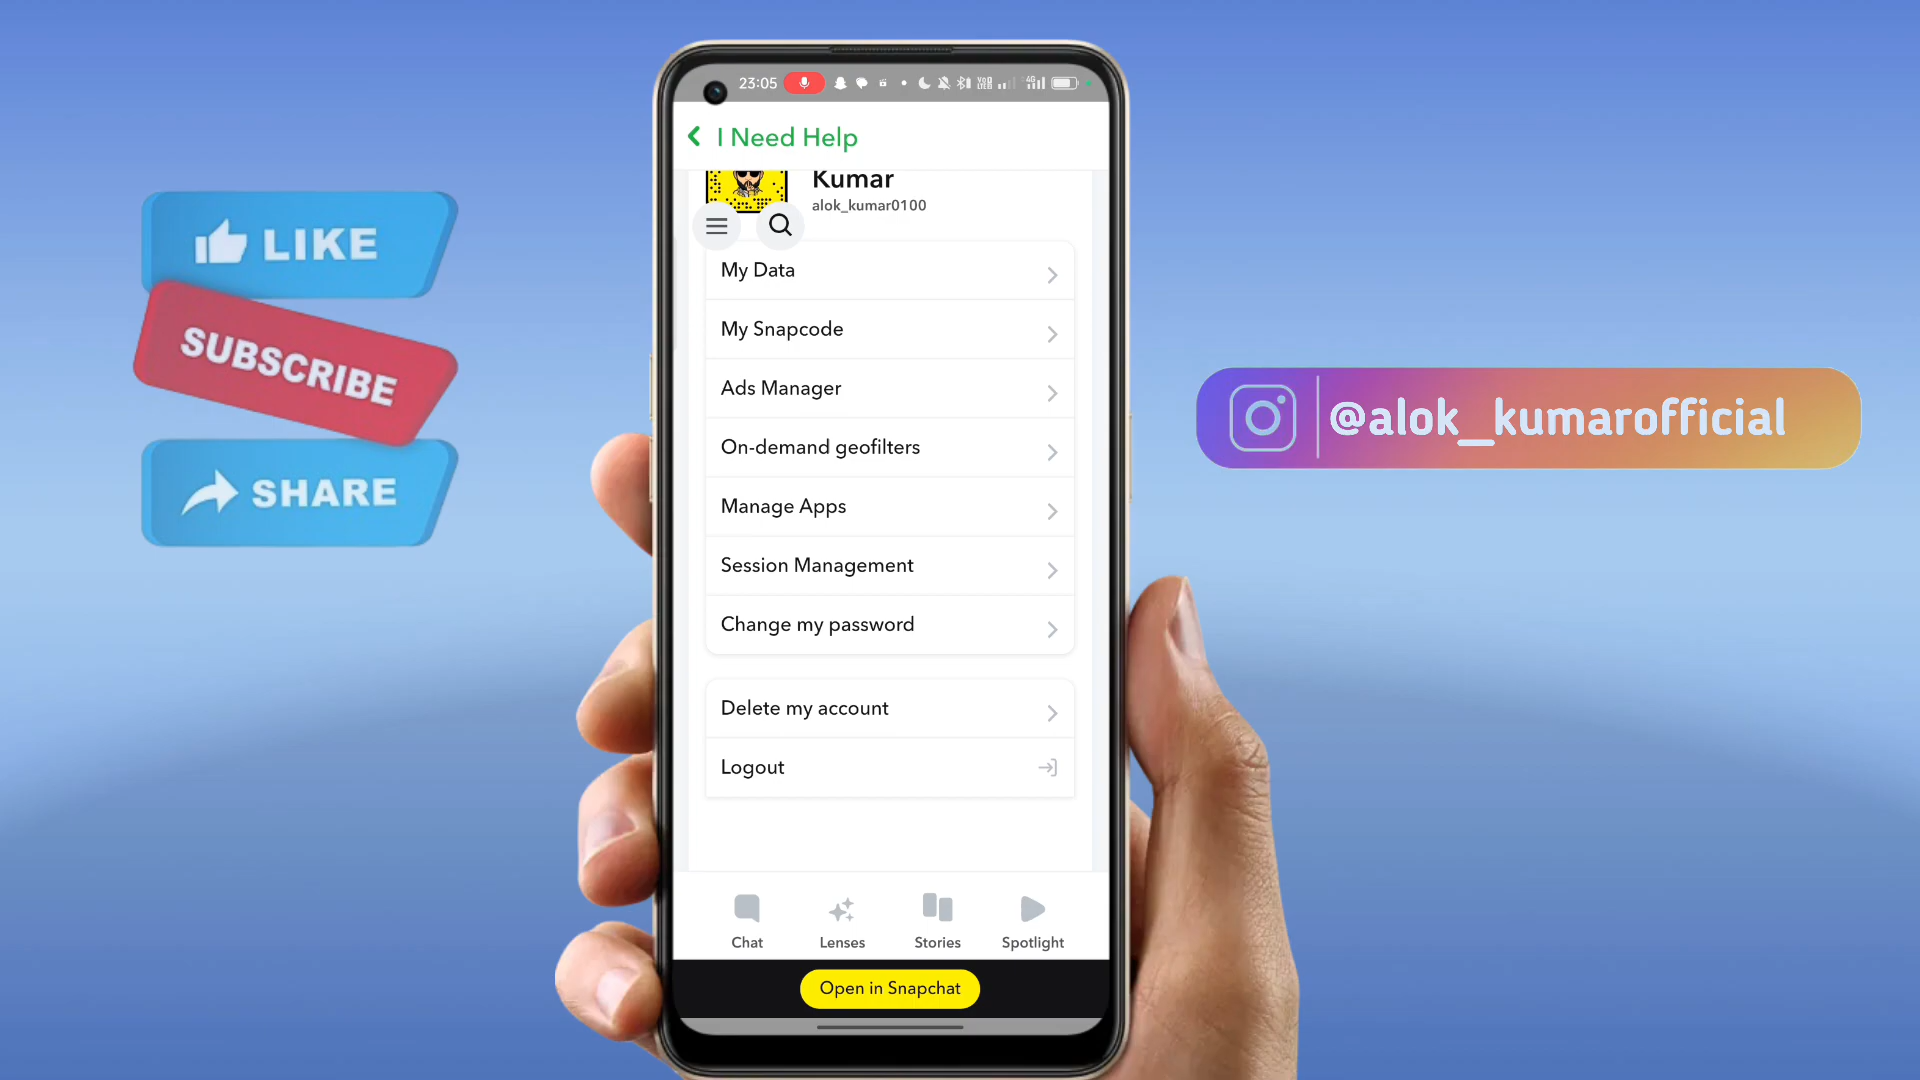 LIKE
SUBSCRIBE
SHARE
23:05
4G
I Need Help
Kumar
alok_kumar0100
My Data
My Snapcode
Ads Manager
On-demand geofilters
Manage Apps
Session Management
Change my password
Delete my account
Logout
Chat
Lenses
Stories
Spotlight
Open in Snapchat
@alok_kumarofficial